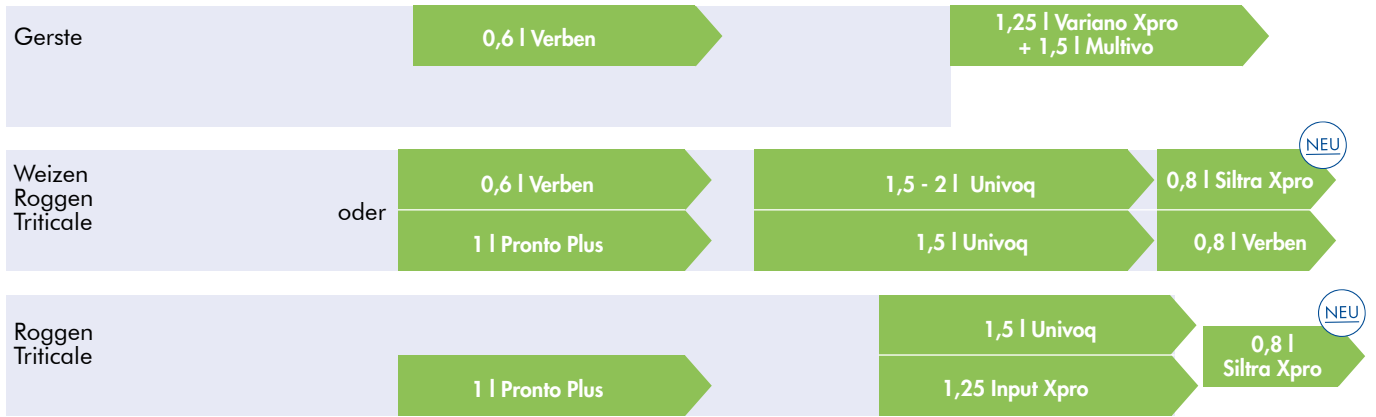 Gerste
0,6 l Verben
1,25 l Variano Xpro
+ 1,5 l Multivo
Weizen
Roggen
Triticale
oder
0,6 l Verben
1,5 - 2 l Univoq
0,8 l Siltra Xpro
NEU
1 l Pronto Plus
1,5 l Univoq
0,8 l Verben
Roggen
Triticale
1,5 l Univoq
NEU
0,8 l
Siltra Xpro
1 l Pronto Plus
1,25 Input Xpro